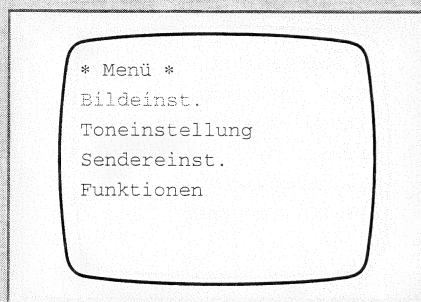 * Menü *
Bildeinst.
Toneinstellung
Sendereinst.
Funktionen